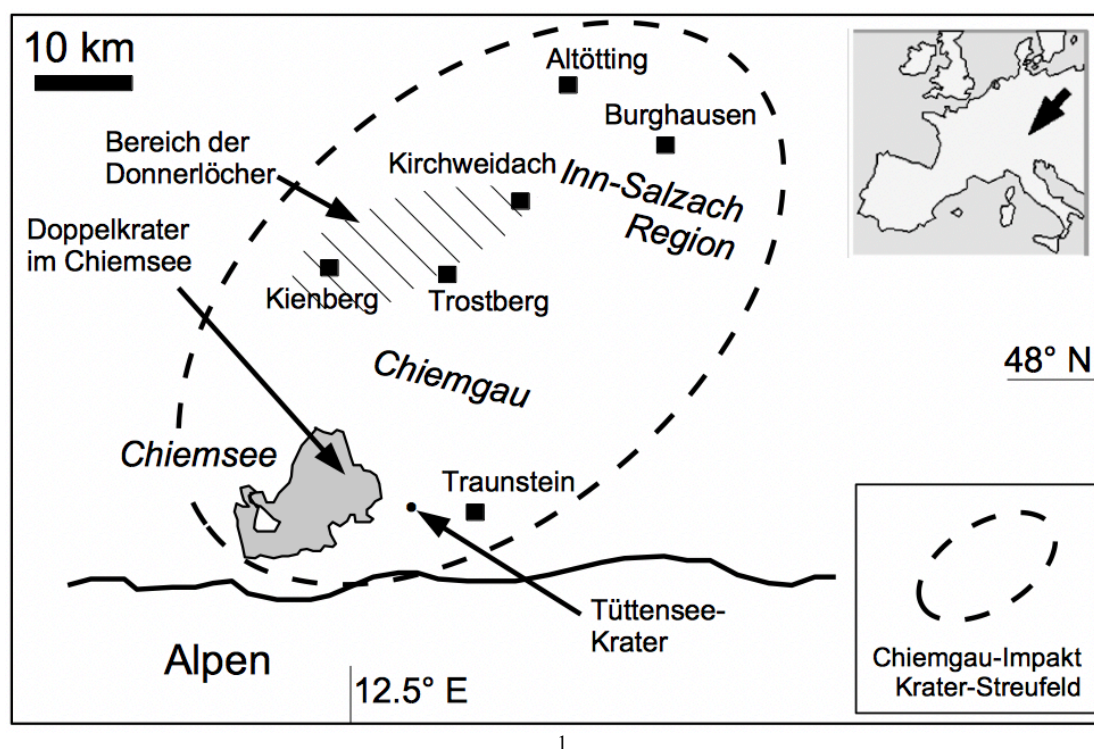 10 km
Altötting
Burghausen
Bereich der
Donnerlöcher
Kirchweidach
Inn-Salzach
Region
Doppelkrater
im Chiemsee
Kienberg
Trostberg
48° N
Chiemgau
Chiemsee
Traunstein
Tüttensee-
Krater
Alpen
12.5° E
Chiemgau-Impakt
Krater-Streufeld
1